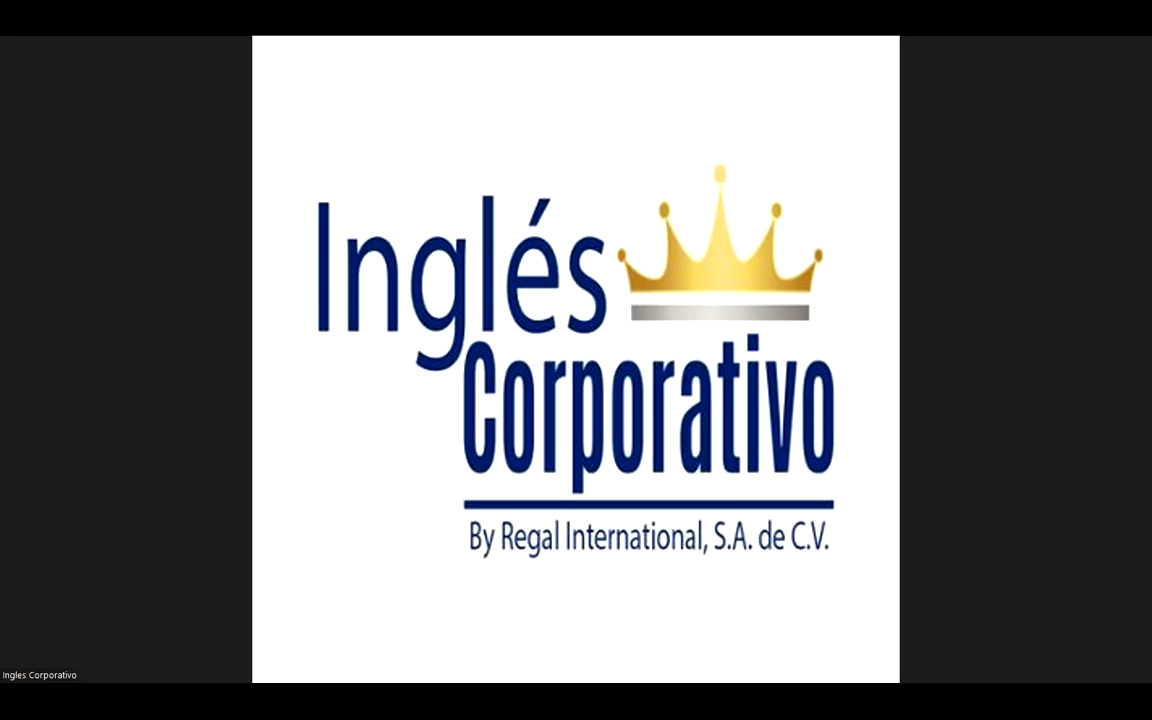 Inglés
Corporativo
By Regal International, S.A. de C.V.
Ingles Corporativo